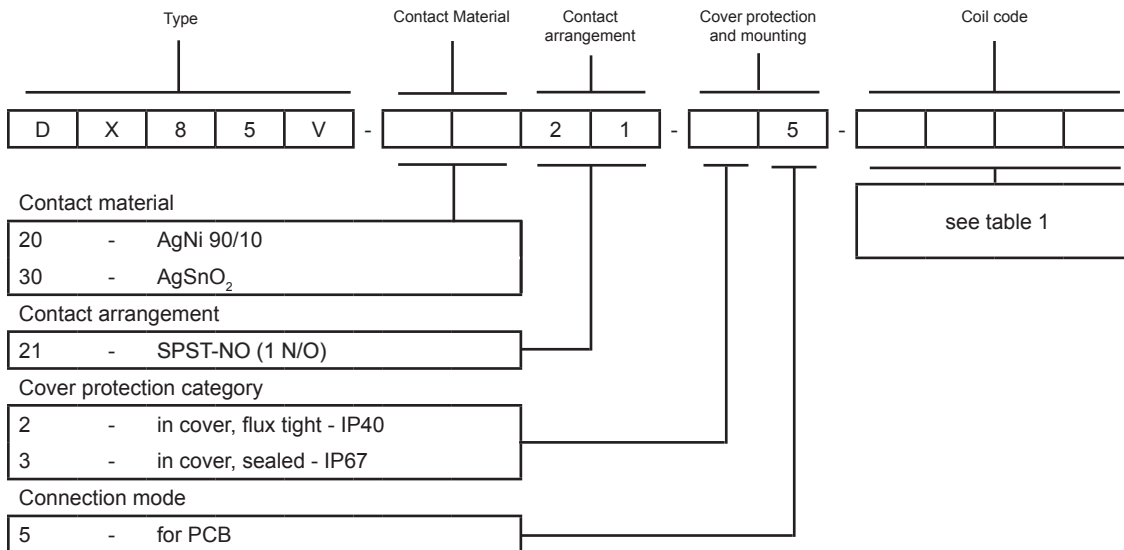 Type Contact Material Contact arrangement Cover protection and mounting Coil code
D X 8 5 V - 2 1 - 5 -
Contact material
20 - AgNi 90/10
30 - AgSnO₂
see table 1
Contact arrangement
21 - SPST-NO (1 N/O)
Cover protection category
2 - in cover, flux tight - IP40
3 - in cover, sealed - IP67
Connection mode
5 - for PCB